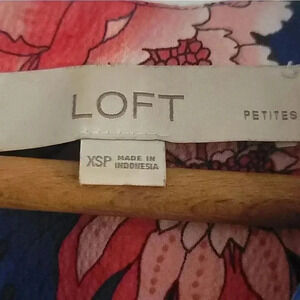 LOFT
PETITES
XSP MADE IN
INDONESIA